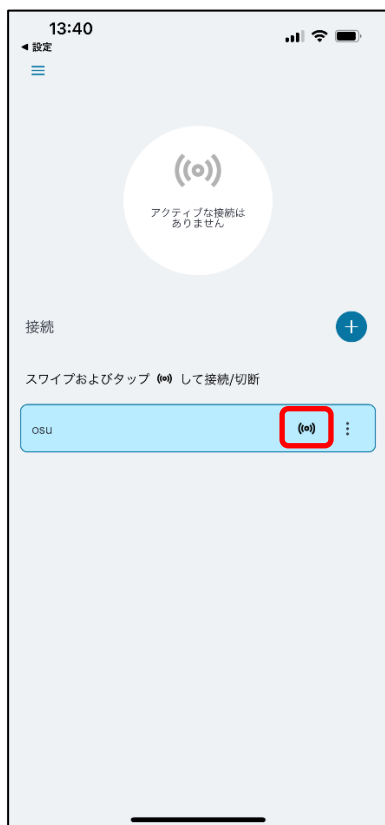 13:40
◀ 設定
アクティブな接続は
ありません
接続
スワイプおよびタップ して接続/切断
osu